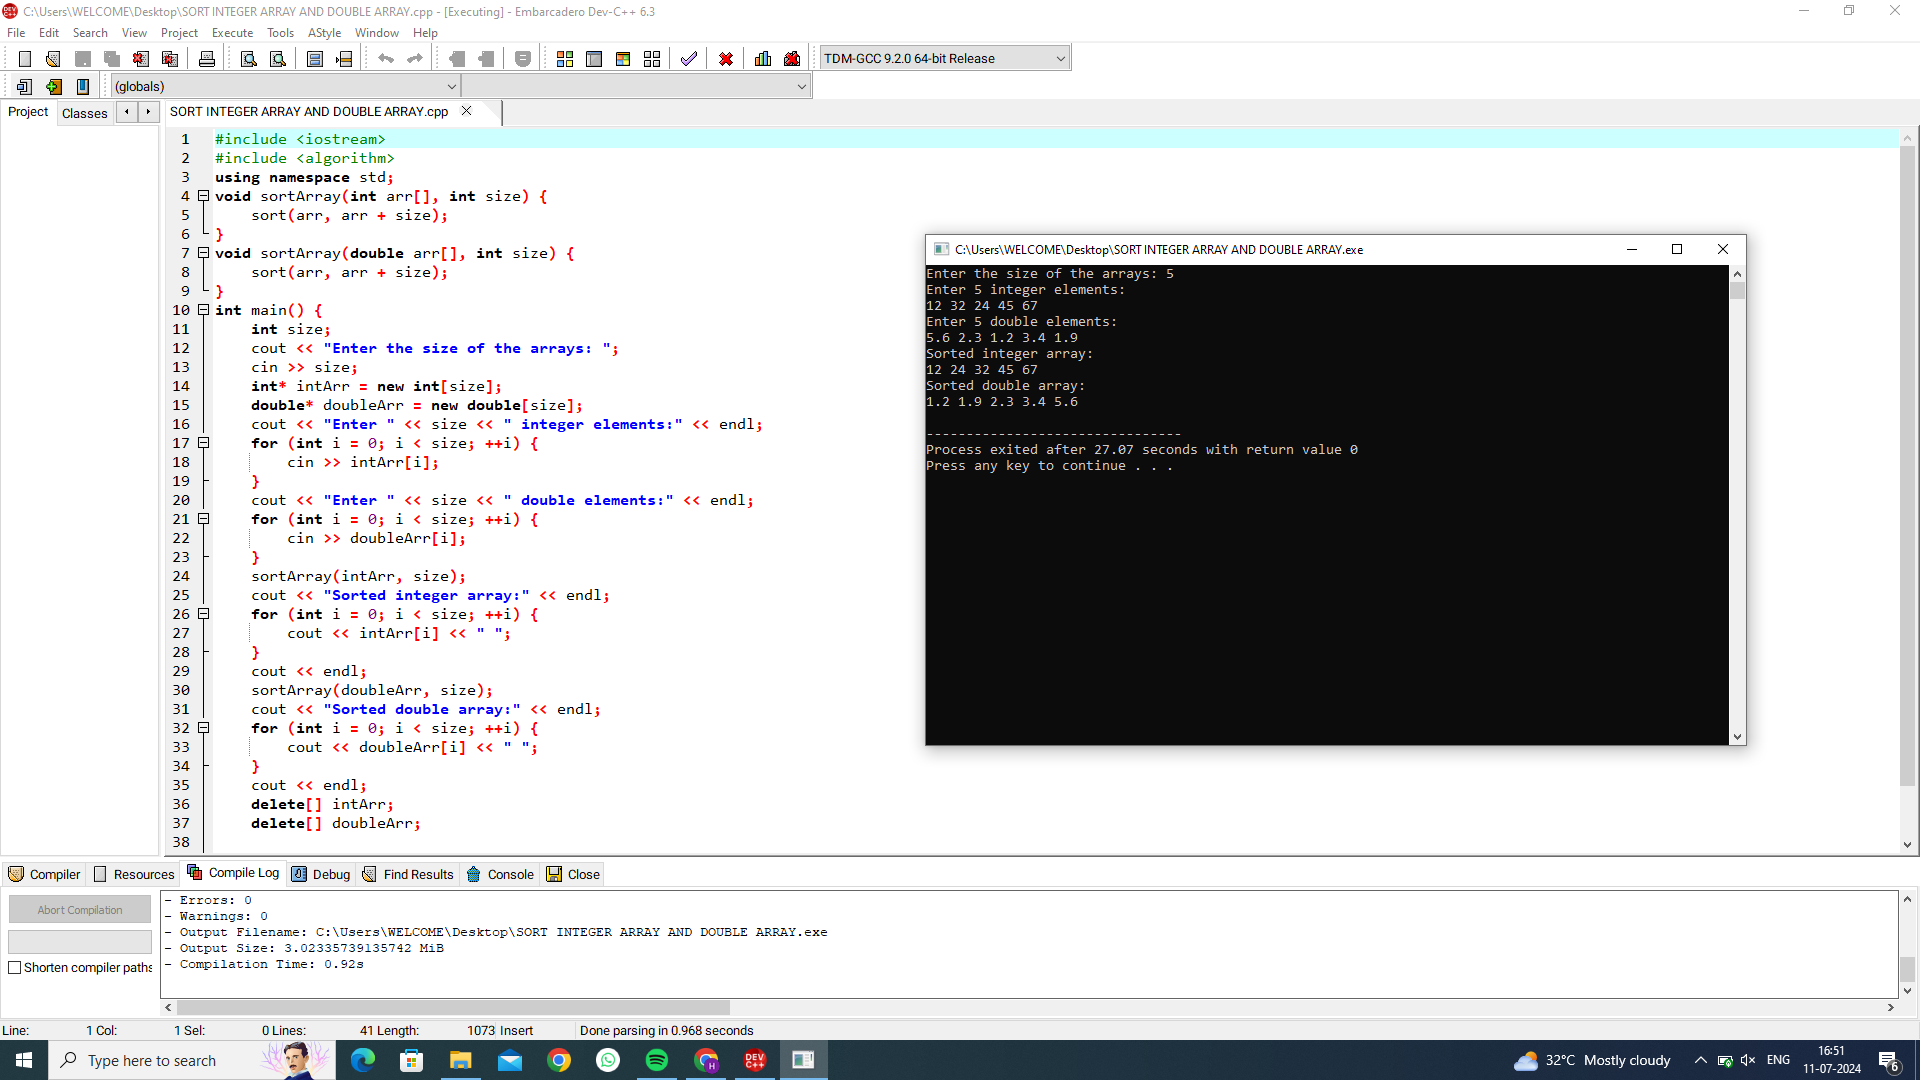 C:\Users\WELCOME\Desktop\SORT INTEGER ARRAY AND DOUBLE ARRAY.cpp - [Executing] - Embarcadero Dev-C++ 6.3
File Edit Search View Project Execute Tools AStyle Window Help
TDM-GCC 9.2.0 64-bit Release
(globals)
Project Classes
SORT INTEGER ARRAY AND DOUBLE ARRAY.cpp
1 #include <iostream>
2 #include <algorithm>
3 using namespace std;
4 void sortArray(int arr[], int size) {
5     sort(arr, arr + size);
6 }
7 void sortArray(double arr[], int size) {
8     sort(arr, arr + size);
9 }
10 int main() {
11     int size;
12     cout << "Enter the size of the arrays: ";
13     cin >> size;
14     int* intArr = new int[size];
15     double* doubleArr = new double[size];
16     cout << "Enter " << size << " integer elements:" << endl;
17     for (int i = 0; i < size; ++i) {
18         cin >> intArr[i];
19     }
20     cout << "Enter " << size << " double elements:" << endl;
21     for (int i = 0; i < size; ++i) {
22         cin >> doubleArr[i];
23     }
24     sortArray(intArr, size);
25     cout << "Sorted integer array:" << endl;
26     for (int i = 0; i < size; ++i) {
27         cout << intArr[i] << " ";
28     }
29     cout << endl;
30     sortArray(doubleArr, size);
31     cout << "Sorted double array:" << endl;
32     for (int i = 0; i < size; ++i) {
33         cout << doubleArr[i] << " ";
34     }
35     cout << endl;
36     delete[] intArr;
37     delete[] doubleArr;
38
C:\Users\WELCOME\Desktop\SORT INTEGER ARRAY AND DOUBLE ARRAY.exe
Enter the size of the arrays: 5
Enter 5 integer elements:
12 32 24 45 67
Enter 5 double elements:
5.6 2.3 1.2 3.4 1.9
Sorted integer array:
12 24 32 45 67
Sorted double array:
1.2 1.9 2.3 3.4 5.6
--------------------------------
Process exited after 27.07 seconds with return value 0
Press any key to continue . . .
Compiler Resources Compile Log Debug Find Results Console Close
Abort Compilation
Shorten compiler paths
- Errors: 0
- Warnings: 0
- Output Filename: C:\Users\WELCOME\Desktop\SORT INTEGER ARRAY AND DOUBLE ARRAY.exe
- Output Size: 3.02335739135742 MiB
- Compilation Time: 0.92s
Line: 1 Col: 1 Sel: 0 Lines: 41 Length: 1073 Insert Done parsing in 0.968 seconds
Type here to search
DEV C++
32°C Mostly cloudy
ENG
16:51
11-07-2024
6